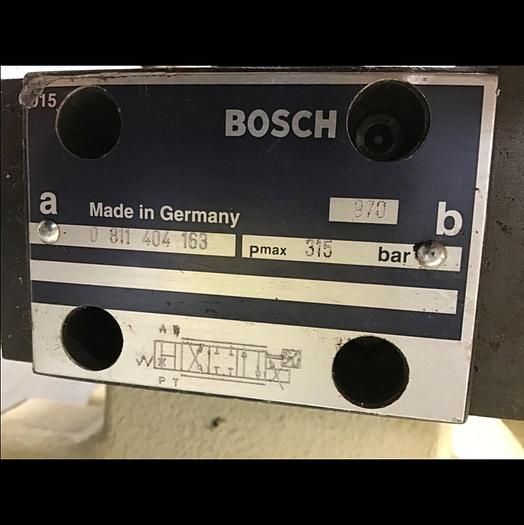 015
BOSCH
970
a
Made in Germany
b
0 811 404 163
pmax 315 bar
A B
P T